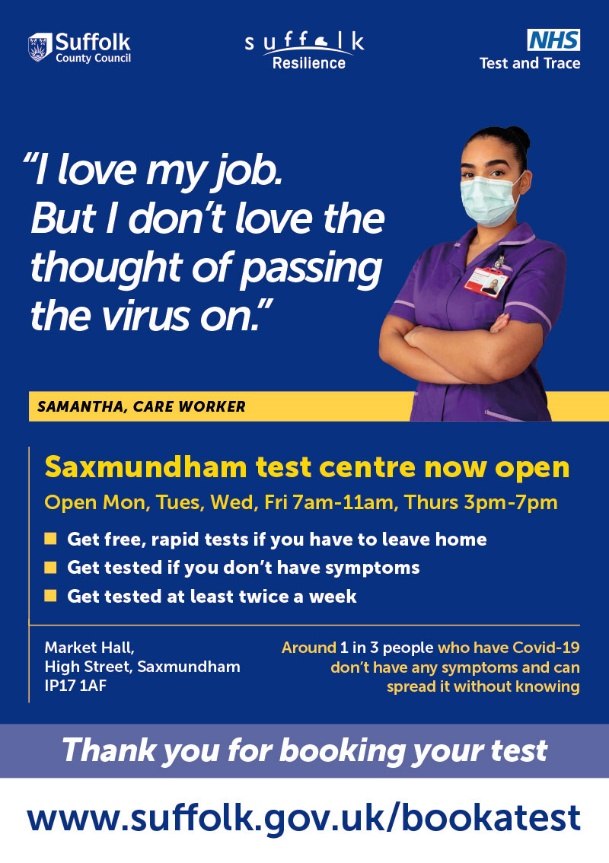 Suffolk
County Council
suffolk
Resilience
NHS
Test and Trace
“I love my job.
But I don’t love the
thought of passing
the virus on.”
SAMANTHA, CARE WORKER
Saxmundham test centre now open
Open Mon, Tues, Wed, Fri 7am-11am, Thurs 3pm-7pm
Get free, rapid tests if you have to leave home
Get tested if you don’t have symptoms
Get tested at least twice a week
Market Hall,
High Street, Saxmundham
IP17 1AF
Around 1 in 3 people who have Covid-19
don’t have any symptoms and can
spread it without knowing
Thank you for booking your test
www.suffolk.gov.uk/bookatest